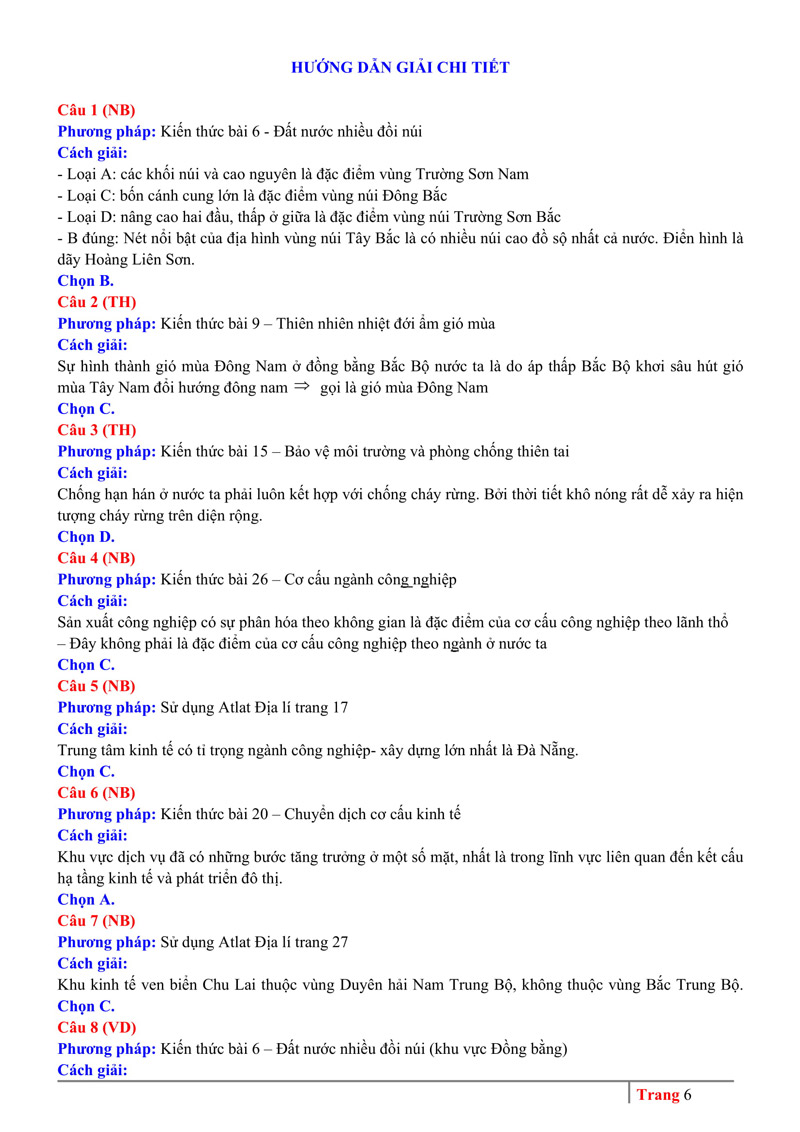 HƯỚNG DẪN GIẢI CHI TIẾT
Câu 1 (NB)
Phương pháp: Kiến thức bài 6 - Đất nước nhiều đồi núi
Cách giải:
- Loại A: các khối núi và cao nguyên là đặc điểm vùng Trường Sơn Nam
- Loại C: bốn cánh cung lớn là đặc điểm vùng núi Đông Bắc
- Loại D: nâng cao hai đầu, thấp ở giữa là đặc điểm vùng núi Trường Sơn Bắc
- B đúng: Nét nổi bật của địa hình vùng núi Tây Bắc là có nhiều núi cao đồ sộ nhất cả nước. Điển hình là
dãy Hoàng Liên Sơn.
Chọn B.
Câu 2 (TH)
Phương pháp: Kiến thức bài 9 – Thiên nhiên nhiệt đới ẩm gió mùa
Cách giải:
Sự hình thành gió mùa Đông Nam ở đồng bằng Bắc Bộ nước ta là do áp thấp Bắc Bộ khơi sâu hút gió
mùa Tây Nam đổi hướng đông nam ⇒ gọi là gió mùa Đông Nam
Chọn C.
Câu 3 (TH)
Phương pháp: Kiến thức bài 15 – Bảo vệ môi trường và phòng chống thiên tai
Cách giải:
Chống hạn hán ở nước ta phải luôn kết hợp với chống cháy rừng. Bởi thời tiết khô nóng rất dễ xảy ra hiện
tượng cháy rừng trên diện rộng.
Chọn D.
Câu 4 (NB)
Phương pháp: Kiến thức bài 26 – Cơ cấu ngành công nghiệp
Cách giải:
Sản xuất công nghiệp có sự phân hóa theo không gian là đặc điểm của cơ cấu công nghiệp theo lãnh thổ
– Đây không phải là đặc điểm của cơ cấu công nghiệp theo ngành ở nước ta
Chọn C.
Câu 5 (NB)
Phương pháp: Sử dụng Atlat Địa lí trang 17
Cách giải:
Trung tâm kinh tế có tỉ trọng ngành công nghiệp- xây dựng lớn nhất là Đà Nẵng.
Chọn C.
Câu 6 (NB)
Phương pháp: Kiến thức bài 20 – Chuyển dịch cơ cấu kinh tế
Cách giải:
Khu vực dịch vụ đã có những bước tăng trưởng ở một số mặt, nhất là trong lĩnh vực liên quan đến kết cấu
hạ tầng kinh tế và phát triển đô thị.
Chọn A.
Câu 7 (NB)
Phương pháp: Sử dụng Atlat Địa lí trang 27
Cách giải:
Khu kinh tế ven biển Chu Lai thuộc vùng Duyên hải Nam Trung Bộ, không thuộc vùng Bắc Trung Bộ.
Chọn C.
Câu 8 (VD)
Phương pháp: Kiến thức bài 6 – Đất nước nhiều đồi núi (khu vực Đồng bằng)
Cách giải:
Trang 6